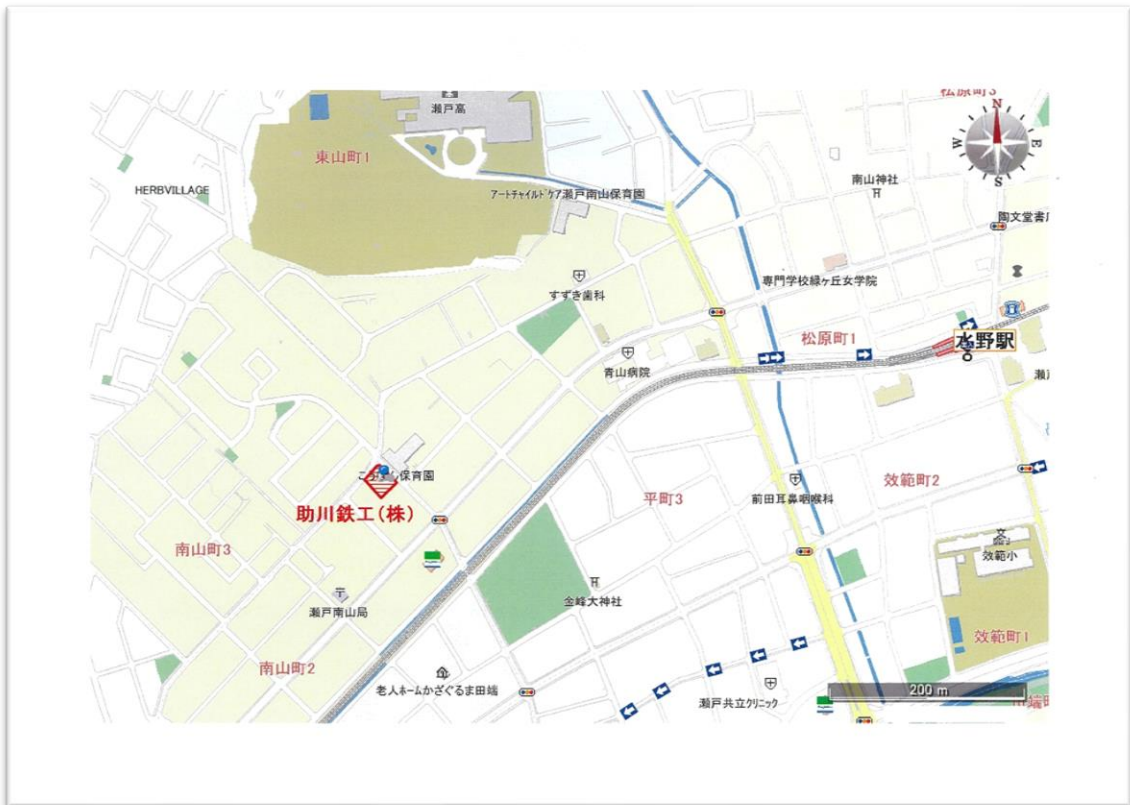 松原町3
N
瀬戸高
東山町1
W
E
S
HERBVILLAGE
アートチャイルドケア瀬戸南山保育園
南山神社
陶文堂書
すずき歯科
専門学校緑ヶ丘女学院
松原町1
水野駅
青山病院
瀬
保育園
助川鉄工(株)
平町3
前田耳鼻咽喉科
効範町2
南山町3
効範小
瀬戸南山局
金峰大神社
効範町1
南山町2
老人ホームかざぐるま田端
瀬戸共立クリニック
200 m